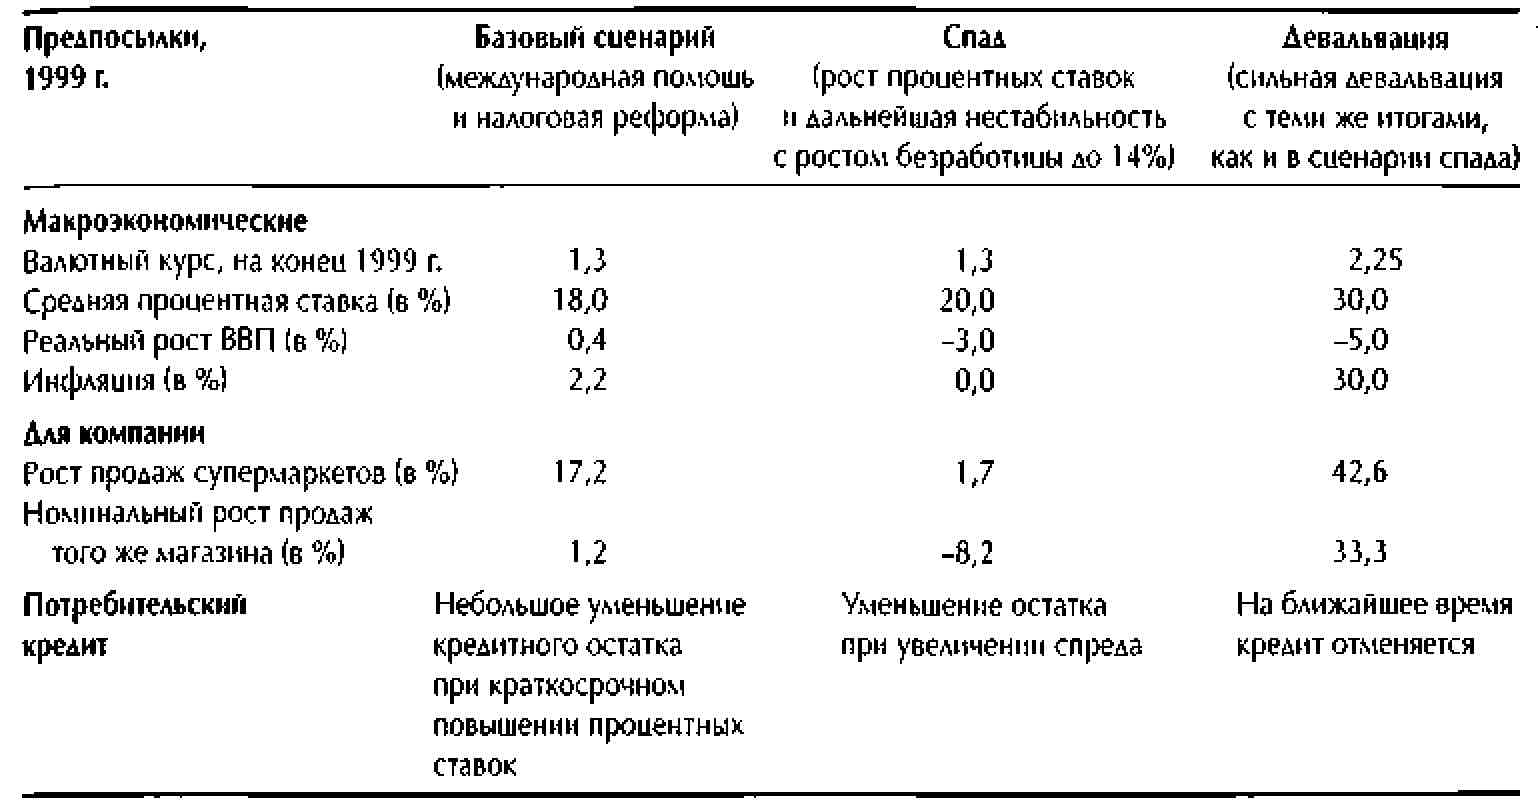 Предпосылки, Базовый сценарий Спад Девальвация
1999 г. (международная помощь (рост процентных ставок (сильная девальвация
и налоговая реформа) и дальнейшая нестабильность с теми же итогами,
с ростом безработицы до 14%) как и в сценарии спада)
Макроэкономические
Валютный курс, на конец 1999 г. 1,3 1,3 2,25
Средняя процентная ставка (в %) 18,0 20,0 30,0
Реальный рост ВВП (в %) 0,4 –3,0 –5,0
Инфляция (в %) 2,2 0,0 30,0
Для компании
Рост продаж супермаркетов (в %) 17,2 1,7 42,6
Номинальный рост продаж
того же магазина (в %) 1,2 –8,2 33,3
Потребительский Небольшое уменьшение Уменьшение остатка На ближайшее время
кредит кредитного остатка при увеличении спреда кредит отменяется
при краткосрочном
повышении процентных
ставок